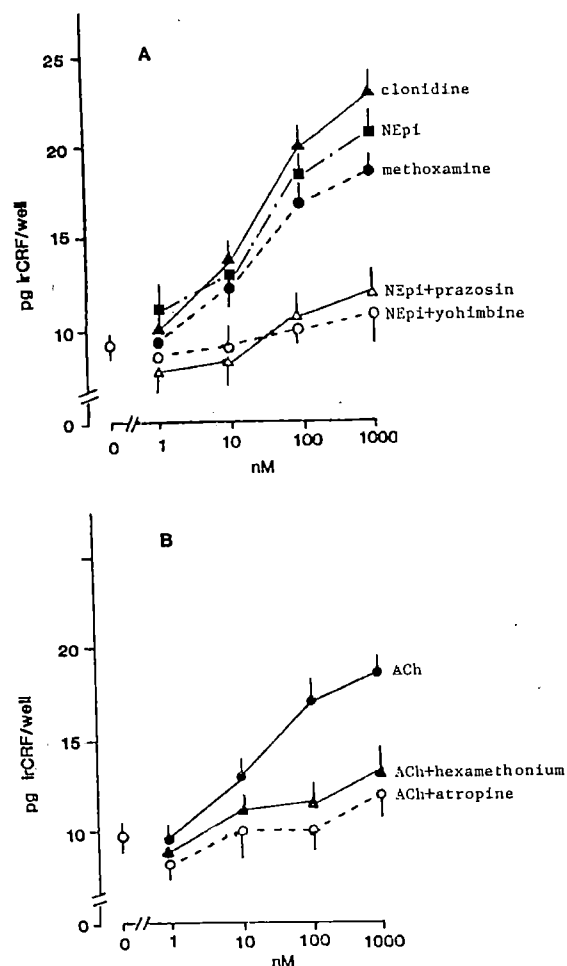 A
25
20
15
10
0
pg irCRF/well
clonidine
NEpi
methoxamine
NEpi+prazosin
NEpi+yohimbine
0 1 10 100 1000
nM
B
20
15
10
0
pg irCRF/well
ACh
ACh+hexamethonium
ACh+atropine
0 1 10 100 1000
nM